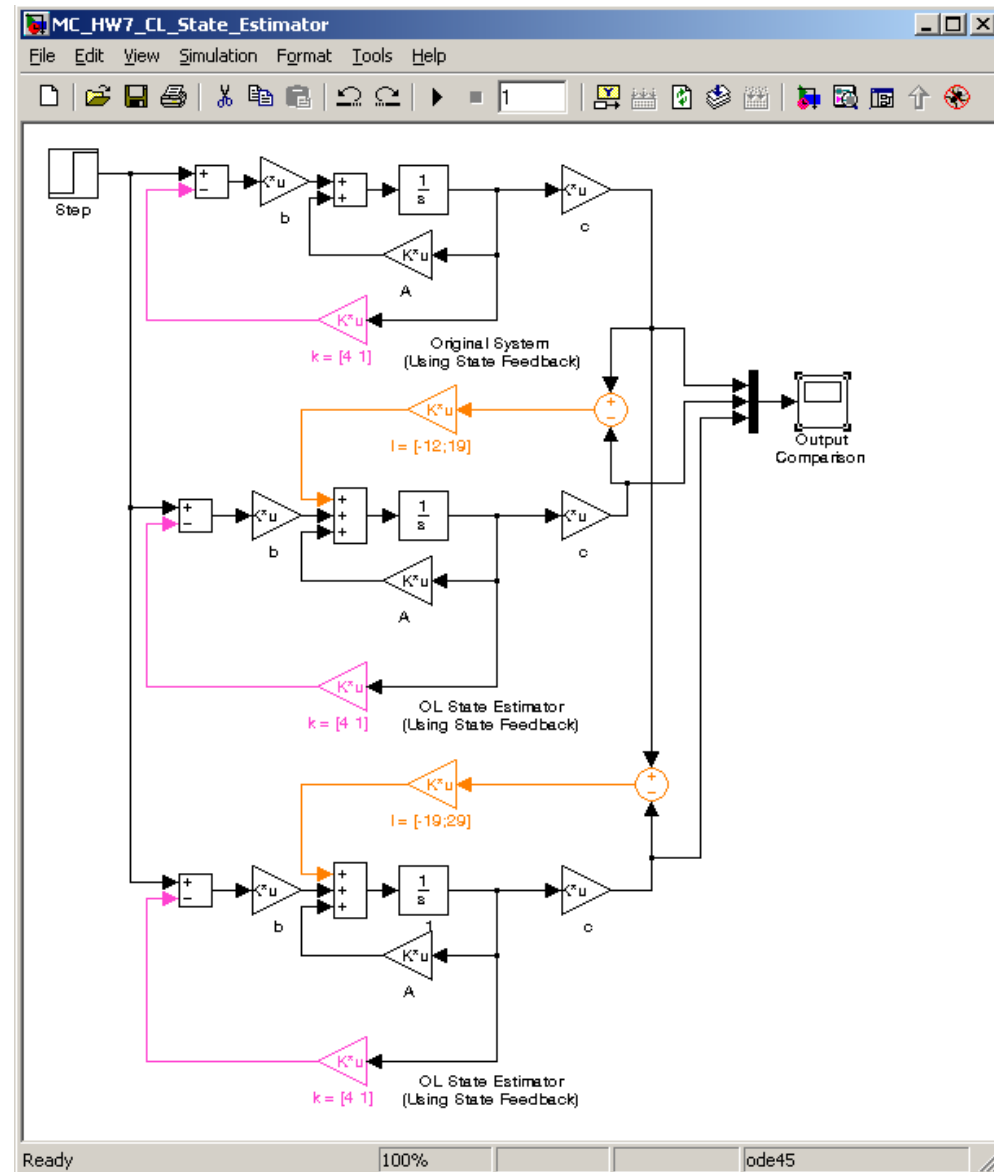 MC_HW7_CL_State_Estimator
File Edit View Simulation Format Tools Help
1
Step
+
−
K*u
b
+
+
1
s
K*u
c
K*u
A
K*u
k = [4 1]
Original System
(Using State Feedback)
K*u
l = [-12;19]
+
−
Output
Comparison
+
−
K*u
b
+
+
+
1
s
K*u
c
K*u
A
K*u
k = [4 1]
OL State Estimator
(Using State Feedback)
K*u
l = [-19;29]
+
−
+
−
K*u
b
+
+
+
1
s
1
K*u
c
K*u
A
K*u
k = [4 1]
OL State Estimator
(Using State Feedback)
Ready 100% ode45